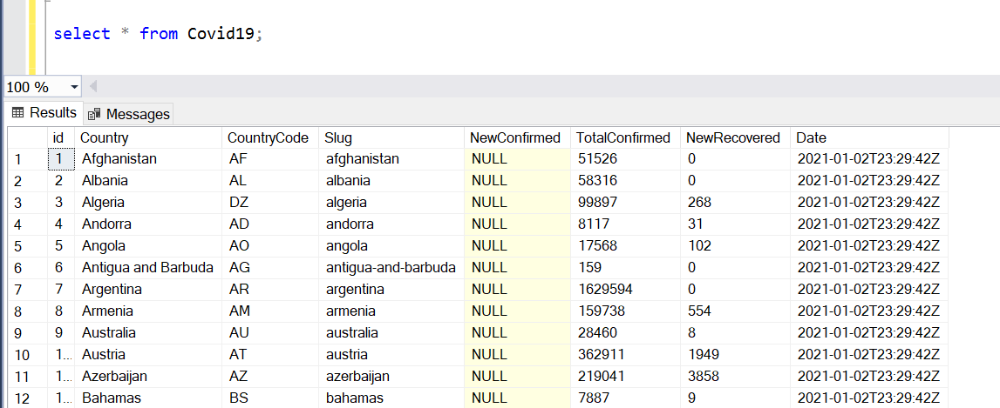 select * from Covid19;
100 %
Results Messages
id Country CountryCode Slug NewConfirmed TotalConfirmed NewRecovered Date
1 1 Afghanistan AF afghanistan NULL 51526 0 2021-01-02T23:29:42Z
2 2 Albania AL albania NULL 58316 0 2021-01-02T23:29:42Z
3 3 Algeria DZ algeria NULL 99897 268 2021-01-02T23:29:42Z
4 4 Andorra AD andorra NULL 8117 31 2021-01-02T23:29:42Z
5 5 Angola AO angola NULL 17568 102 2021-01-02T23:29:42Z
6 6 Antigua and Barbuda AG antigua-and-barbuda NULL 159 0 2021-01-02T23:29:42Z
7 7 Argentina AR argentina NULL 1629594 0 2021-01-02T23:29:42Z
8 8 Armenia AM armenia NULL 159738 554 2021-01-02T23:29:42Z
9 9 Australia AU australia NULL 28460 8 2021-01-02T23:29:42Z
10 1... Austria AT austria NULL 362911 1949 2021-01-02T23:29:42Z
11 1... Azerbaijan AZ azerbaijan NULL 219041 3858 2021-01-02T23:29:42Z
12 1... Bahamas BS bahamas NULL 7887 9 2021-01-02T23:29:42Z